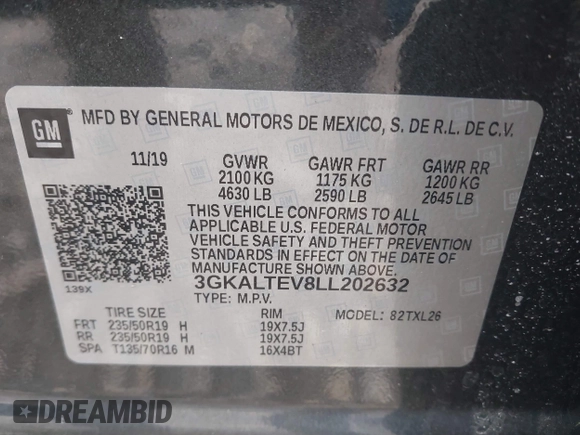 GM
MFD BY GENERAL MOTORS DE MEXICO, S. DE R.L. DE C.V.
11/19 GVWR GAWR FRT GAWR RR
2100 KG 1175 KG 1200 KG
4630 LB 2590 LB 2645 LB
THIS VEHICLE CONFORMS TO ALL
APPLICABLE U.S. FEDERAL MOTOR
VEHICLE SAFETY AND THEFT PREVENTION
STANDARDS IN EFFECT ON THE DATE OF
MANUFACTURE SHOWN ABOVE.
139X
3GKALTEV8LL202632
TYPE: M.P.V. MODEL: 82TXL26
TIRE SIZE RIM
FRT 235/50R19 H 19X7.5J
RR 235/50R19 H 19X7.5J
SPA T135/70R16 M 16X4BT
DREAMBID